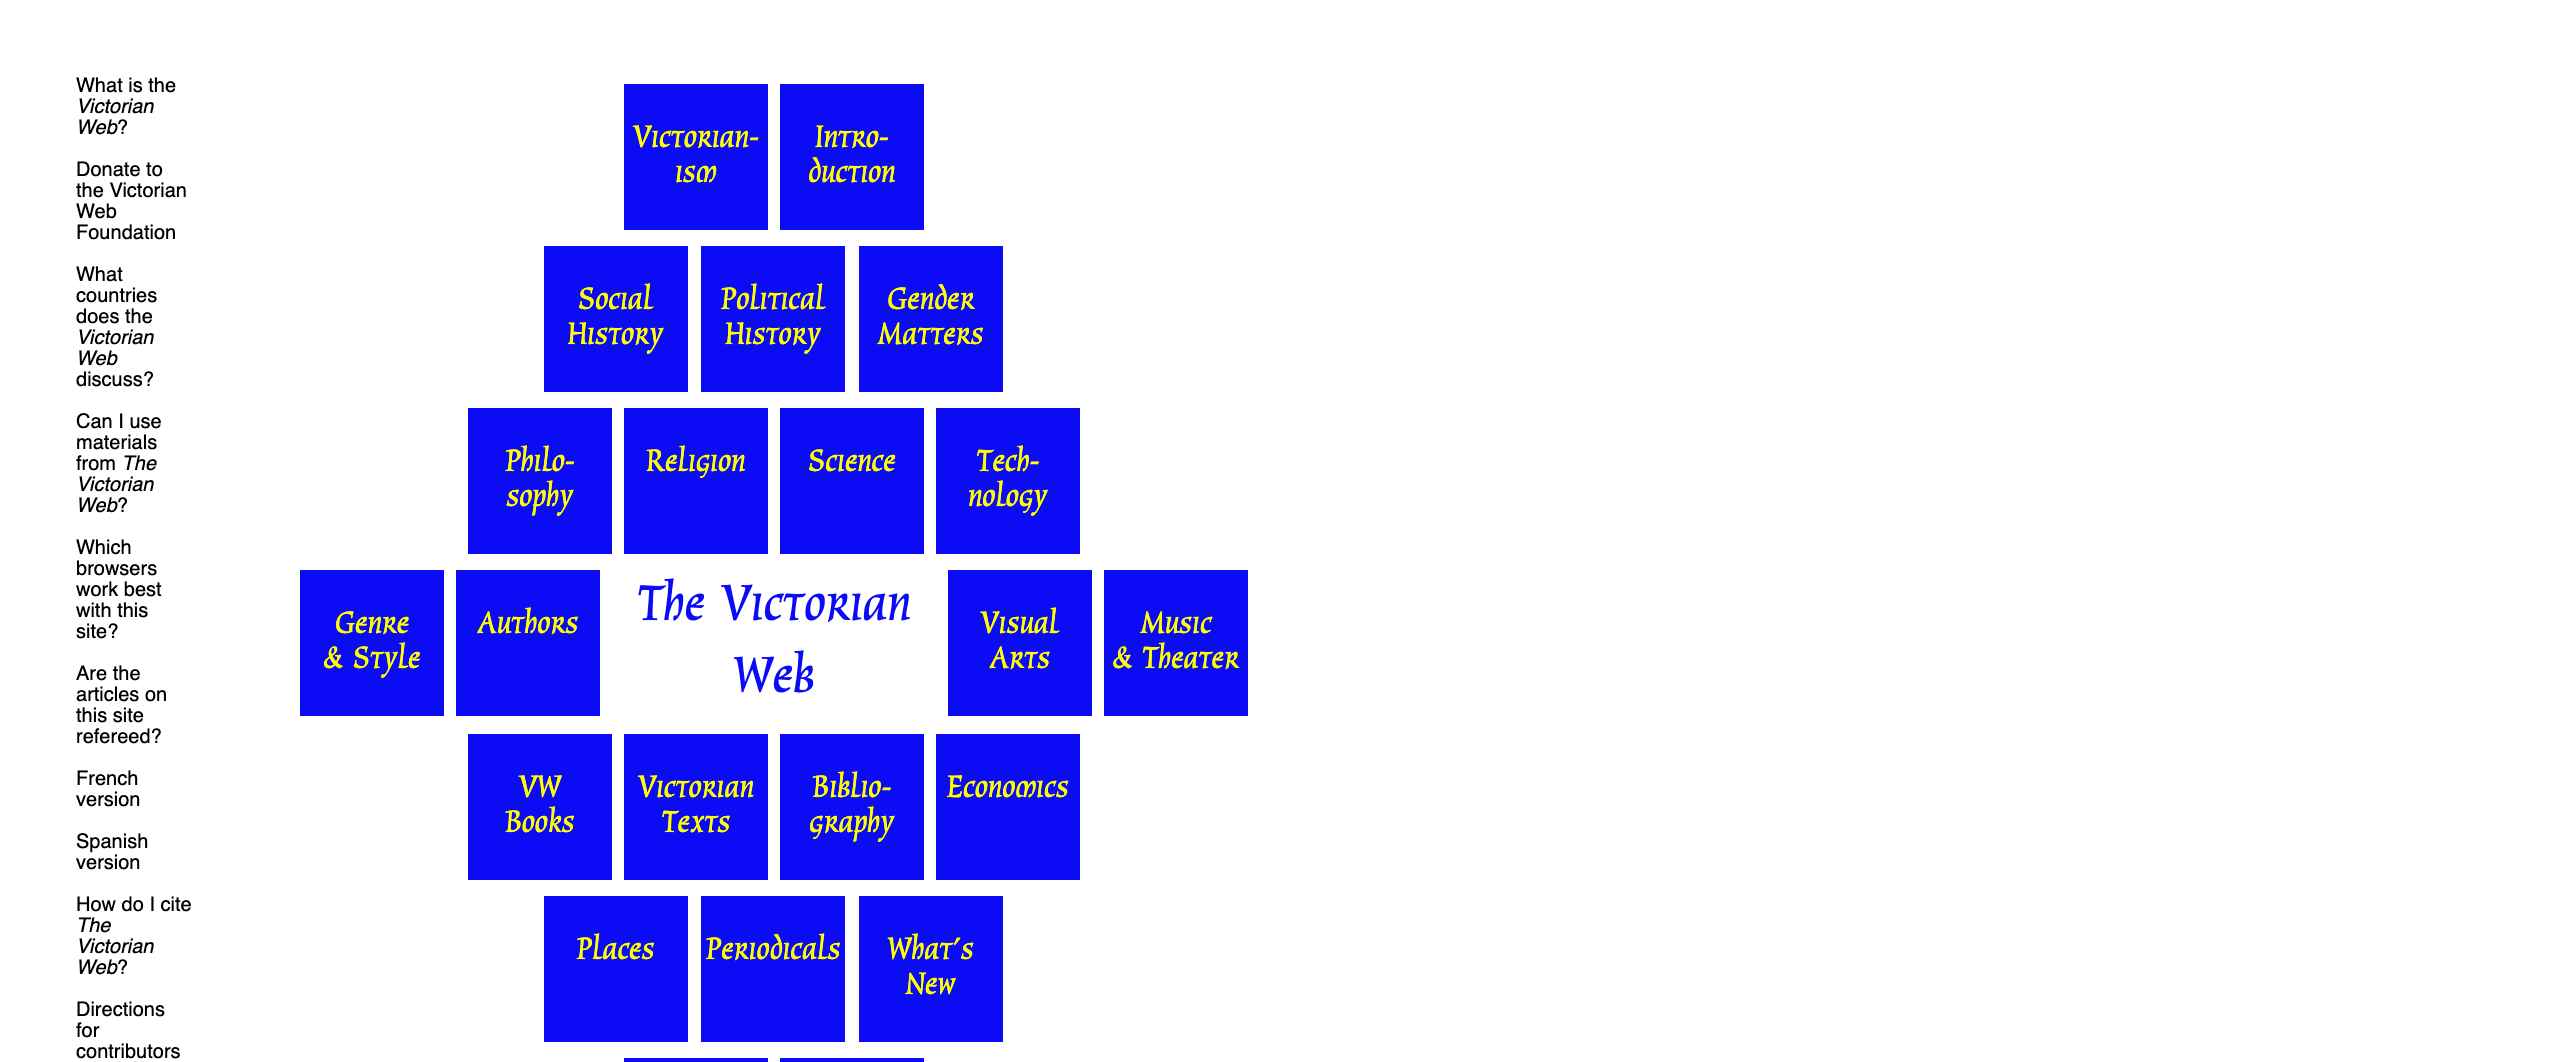 What is the
Victorian
Web?
Donate to
the Victorian
Web
Foundation
What
countries
does the
Victorian
Web
discuss?
Can I use
materials
from The
Victorian
Web?
Which
browsers
work best
with this
site?
Are the
articles on
this site
refereed?
French
version
Spanish
version
How do I cite
The
Victorian
Web?
Directions
for
contributors
Victorian-
ism
Intro-
duction
Social
History
Political
History
Gender
Matters
Philo-
sophy
Religion
Science
Tech-
nology
Genre
& Style
Authors
The Victorian
Web
Visual
Arts
Music
& Theater
VW
Books
Victorian
Texts
Biblio-
graphy
Economics
Places
Periodicals
What's
New